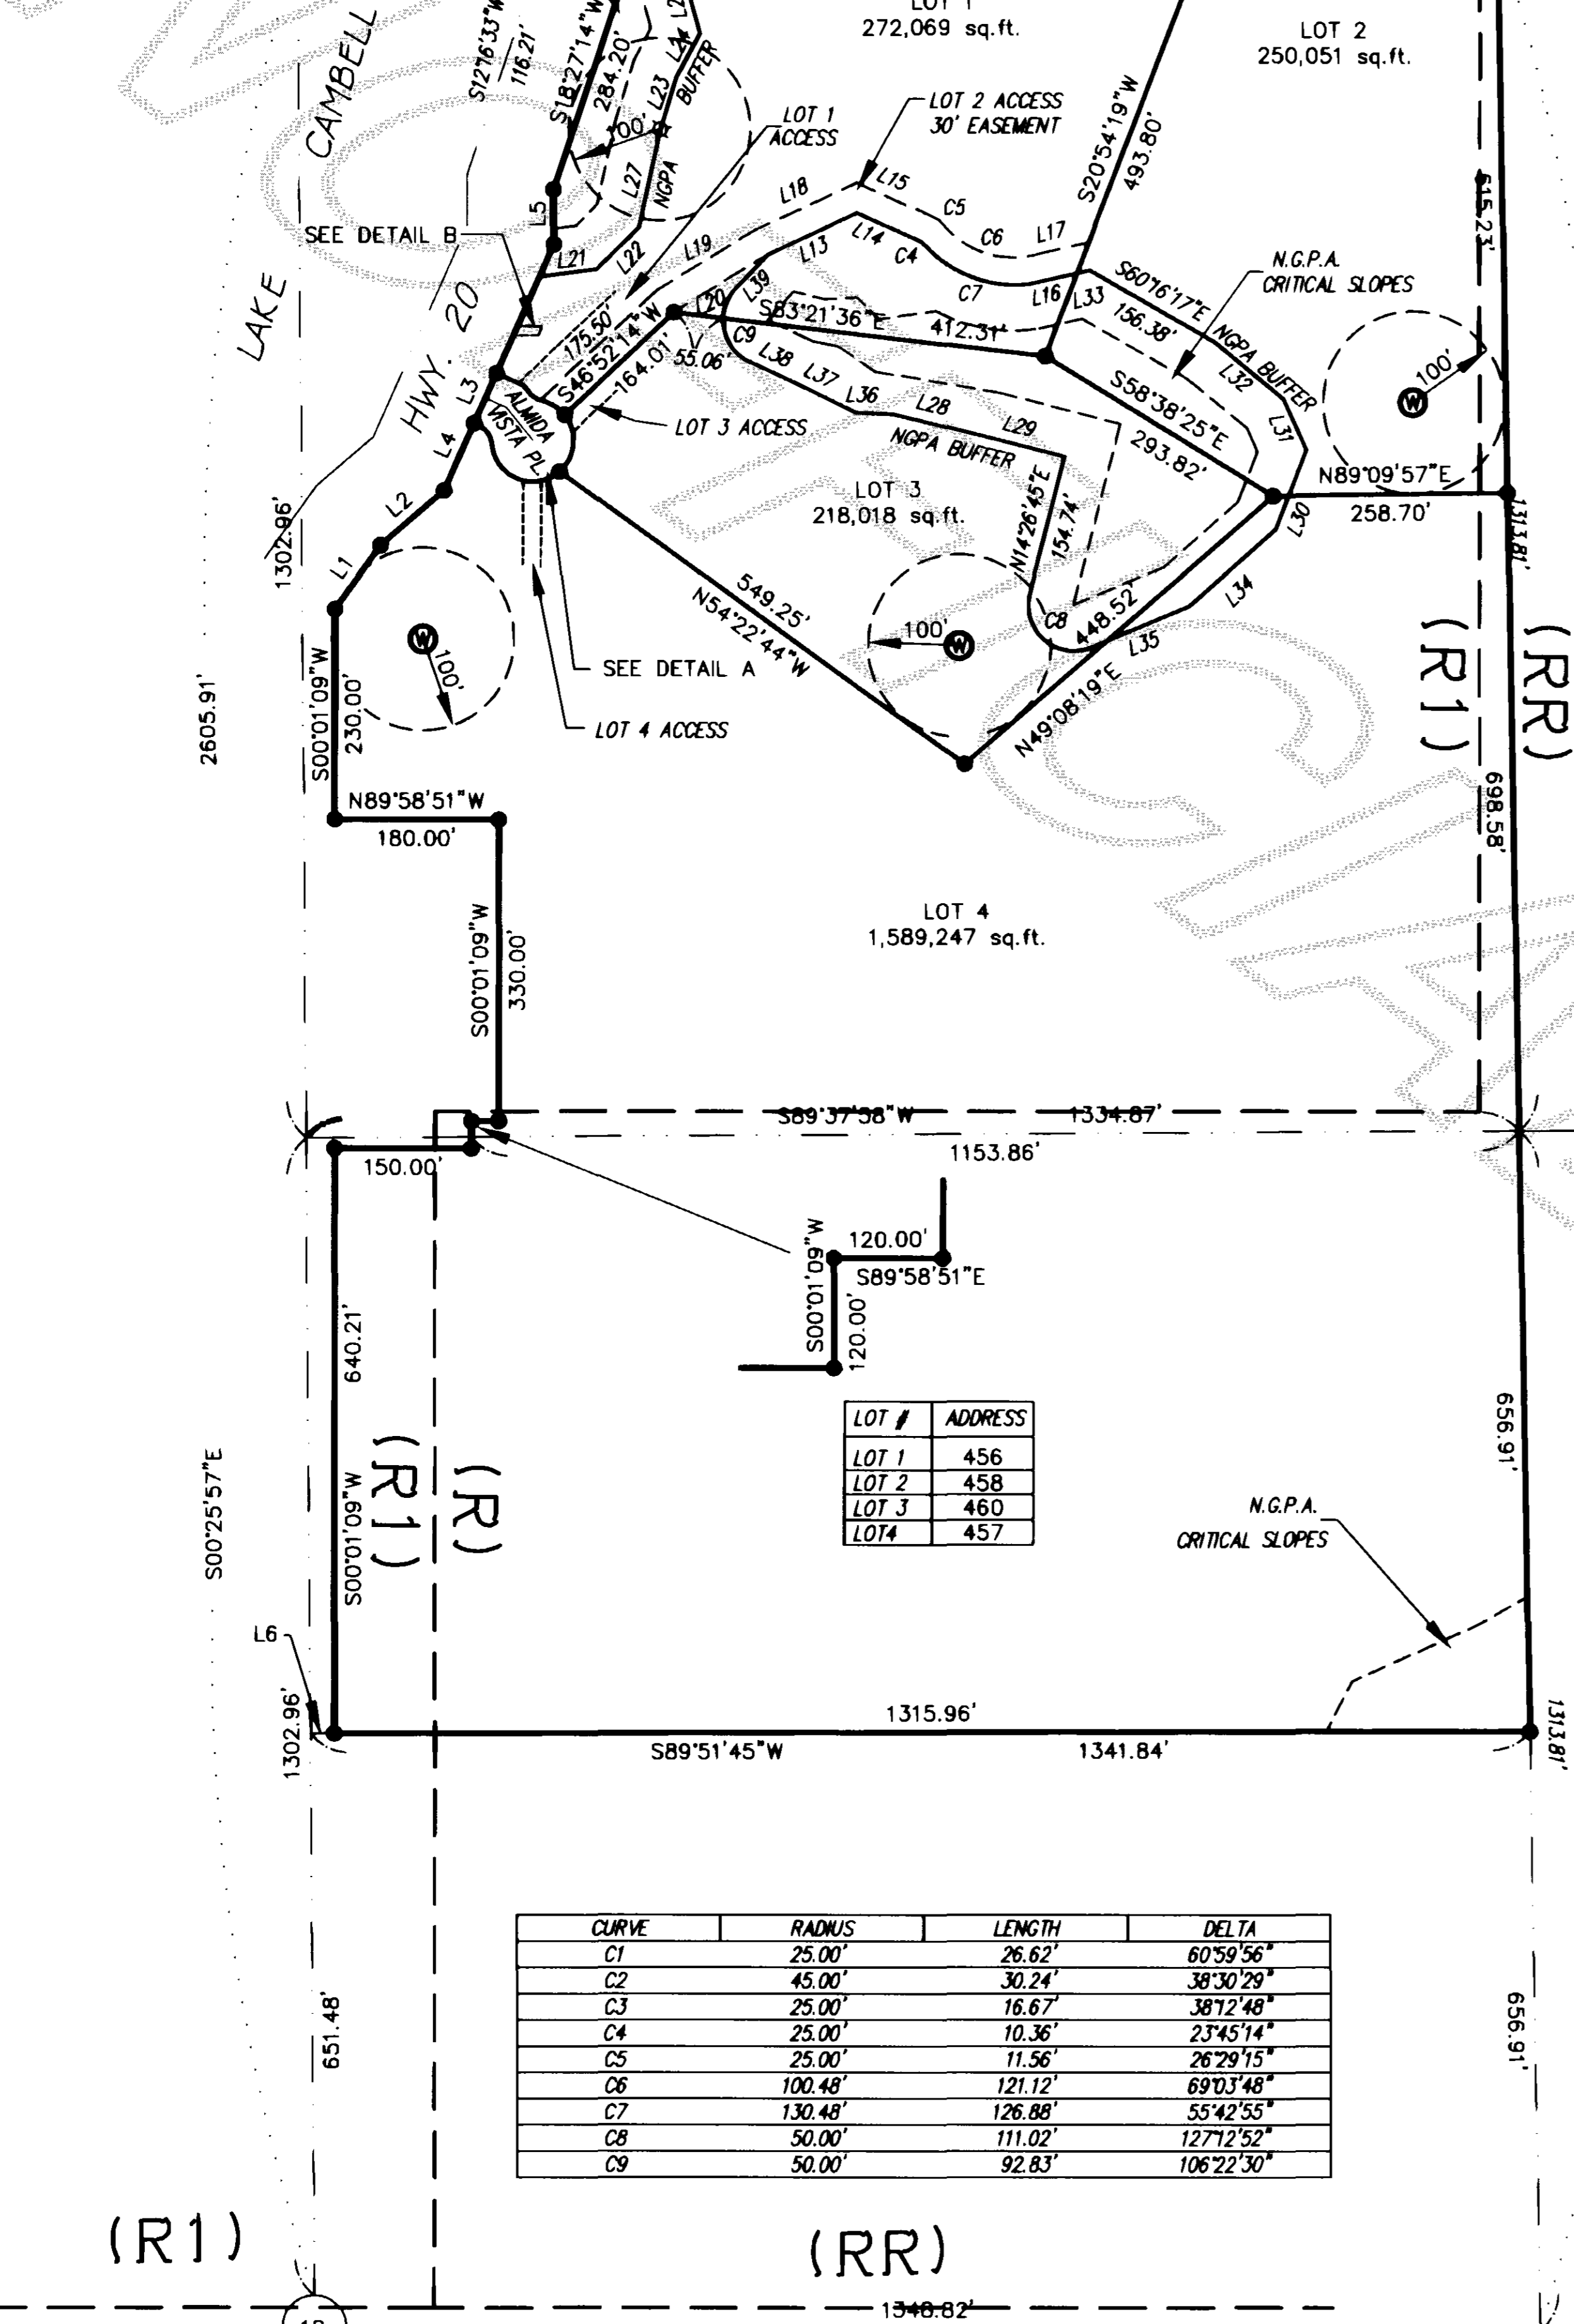 LOT 1
272,069 sq.ft.
LOT 2
250,051 sq.ft.
S12°16'33"W
116.21'
S18°27'14"W
284.20'
CAMBELL
LAKE
HWY. 20
L24
L23
BUFFER
100'
L27
NGPA
LOT 1
ACCESS
LOT 2 ACCESS
30' EASEMENT
S20°54'19"W
493.80'
615.23'
L5
SEE DETAIL B
L21
L22
L19
L18
L15
C5
C6
L17
L13
L14
C4
C7
L16
L33
L39
L20
S60°16'17"E
156.38'
NGPA BUFFER
N.G.P.A.
CRITICAL SLOPES
175.50'
S46°52'14"W
164.01'
S83°21'36"E
412.31'
55.06'
C9
L38
L37
L36
L28
L29
L32
L31
100'
W
L3
L4
ALMIDA
VISTA PL.
LOT 3 ACCESS
NGPA BUFFER
S58°38'25"E
293.82'
N89°09'57"E
258.70'
L30
1313.81'
L2
L1
1302.96'
LOT 3
218,018 sq.ft.
N14°26'45"E
154.74'
549.25'
N54°22'44"W
C8
448.52'
N49°08'19"E
L34
L35
100'
W
W
100'
SEE DETAIL A
LOT 4 ACCESS
2605.91'
S00°01'09"W
230.00'
(R1)
(RR)
698.58'
N89°58'51"W
180.00'
S00°01'09"W
330.00'
LOT 4
1,589,247 sq.ft.
S89°37'58"W
1334.87'
1153.86'
150.00'
120.00'
S89°58'51"E
S00°01'09"W
120.00'
640.21'
S00°01'09"W
(R1)
(R)
S00°25'57"E
656.91'
LOT # ADDRESS
LOT 1 456
LOT 2 458
LOT 3 460
LOT4 457
N.G.P.A.
CRITICAL SLOPES
L6
1302.96'
1315.96'
S89°51'45"W
1341.84'
1313.81'
CURVE RADIUS LENGTH DELTA
C1 25.00' 26.62' 60°59'56"
C2 45.00' 30.24' 38°30'29"
C3 25.00' 16.67' 38°12'48"
C4 25.00' 10.36' 23°45'14"
C5 25.00' 11.56' 26°29'15"
C6 100.48' 121.12' 69°03'48"
C7 130.48' 126.88' 55°42'55"
C8 50.00' 111.02' 127°12'52"
C9 50.00' 92.83' 106°22'30"
651.48'
656.91'
(R1)
(RR)
1348.82'